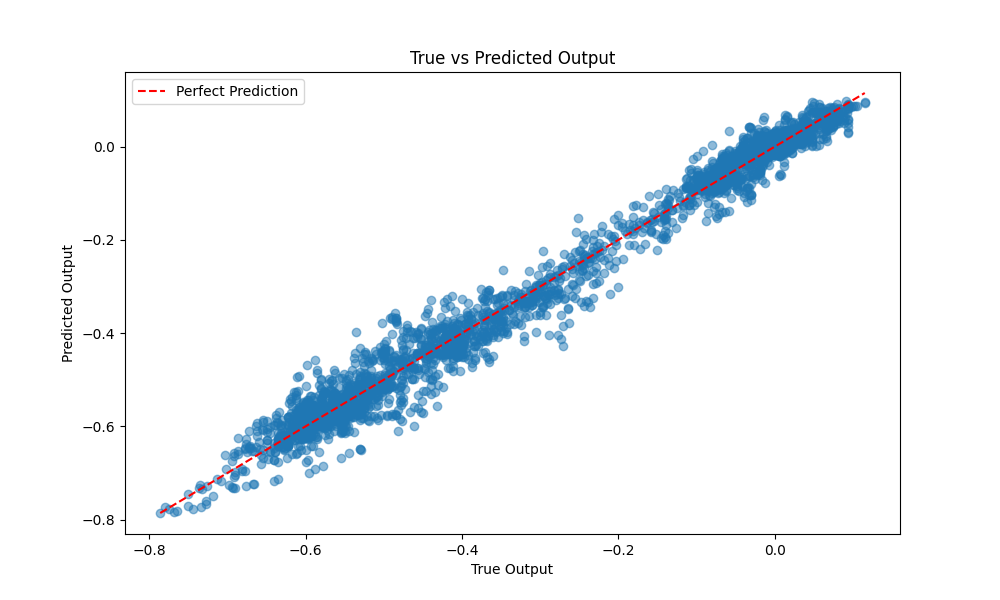 True vs Predicted Output
Perfect Prediction
Predicted Output
0.0
−0.2
−0.4
−0.6
−0.8
−0.8
−0.6
−0.4
−0.2
0.0
True Output